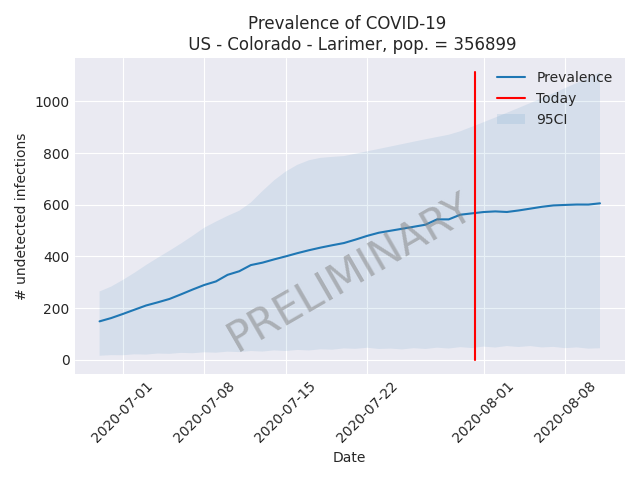 Prevalence of COVID-19
US - Colorado - Larimer, pop. = 356899
Prevalence
Today
95CI
# undetected infections
1000
800
600
400
200
0
PRELIMINARY
2020-07-01
2020-07-08
2020-07-15
2020-07-22
2020-08-01
2020-08-08
Date